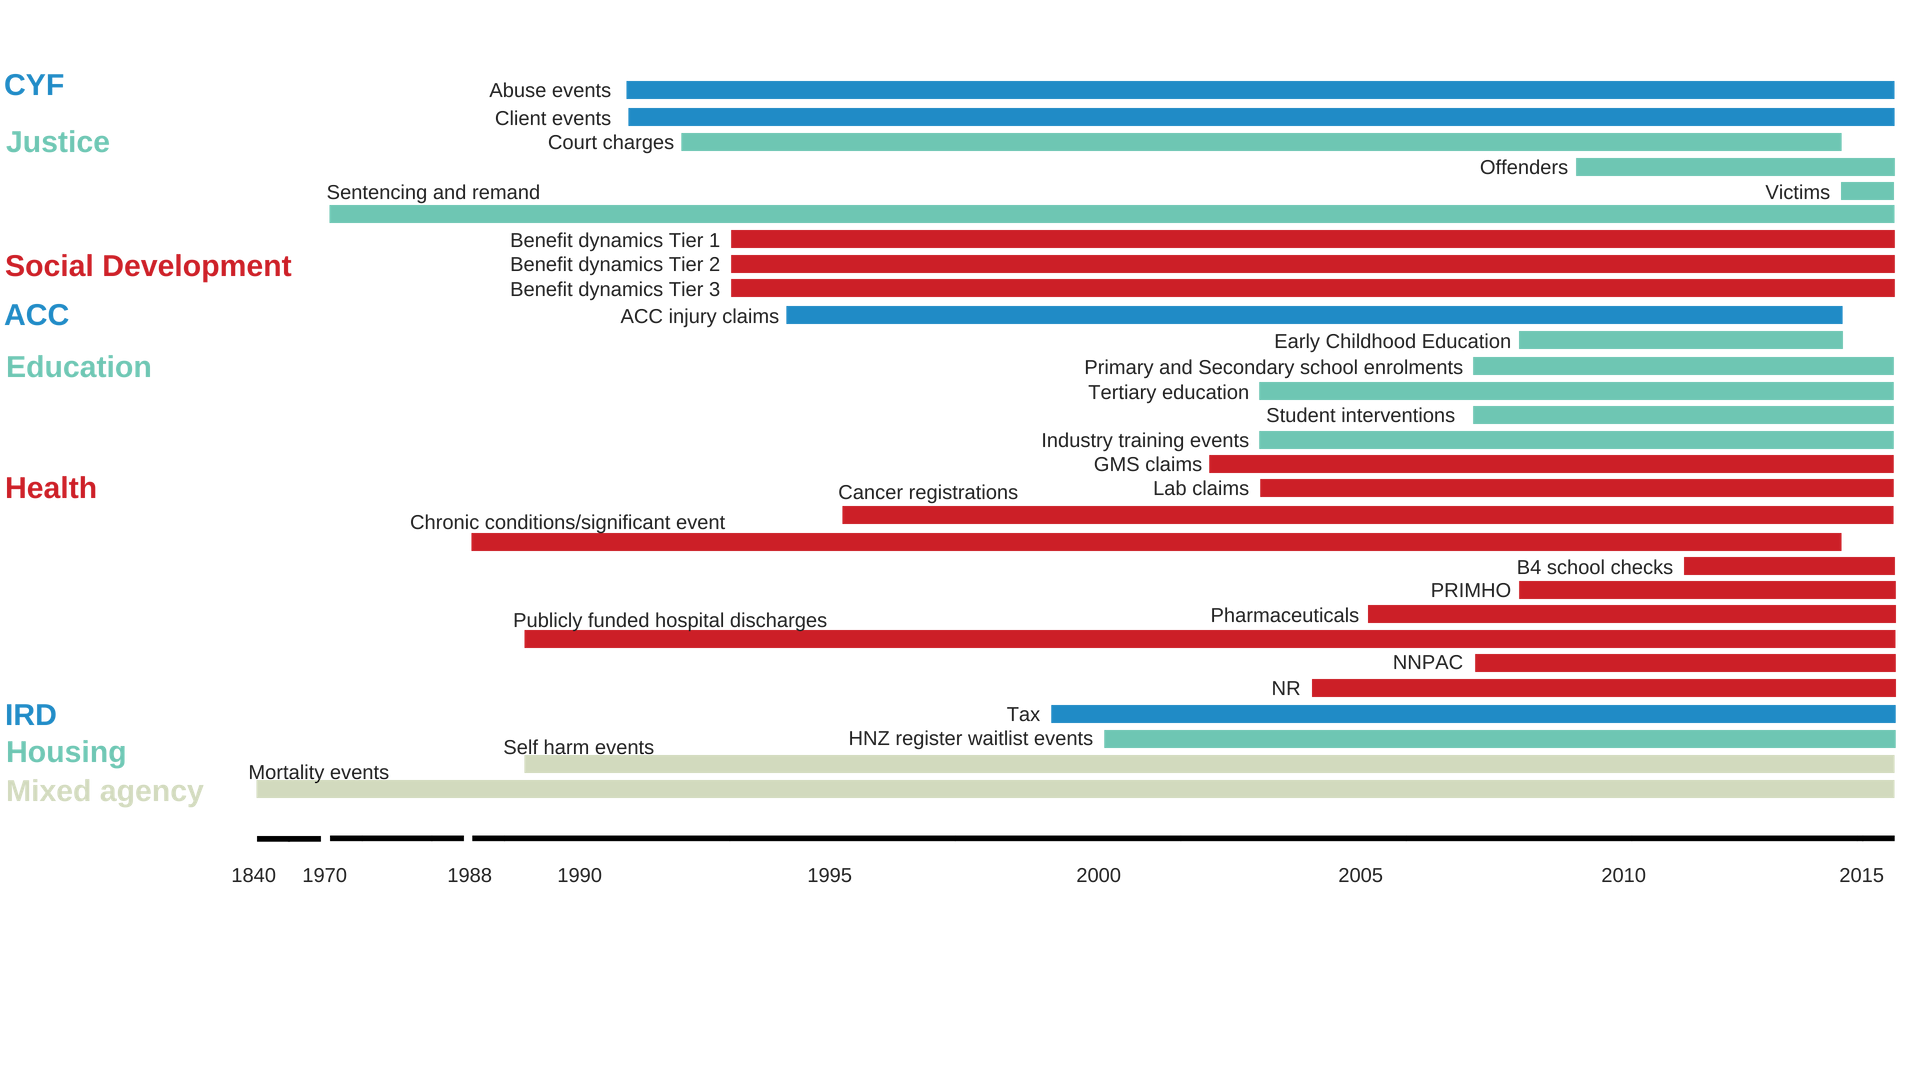 CYF
Abuse events
Client events
Justice
Court charges
Offenders
Sentencing and remand
Victims
Benefit dynamics Tier 1
Social Development
Benefit dynamics Tier 2
Benefit dynamics Tier 3
ACC
ACC injury claims
Early Childhood Education
Education
Primary and Secondary school enrolments
Tertiary education
Student interventions
Industry training events
GMS claims
Health
Lab claims
Cancer registrations
Chronic conditions/significant event
B4 school checks
PRIMHO
Pharmaceuticals
Publicly funded hospital discharges
NNPAC
NR
IRD
Tax
HNZ register waitlist events
Housing
Self harm events
Mortality events
Mixed agency
1840 1970 1988 1990 1995 2000 2005 2010 2015